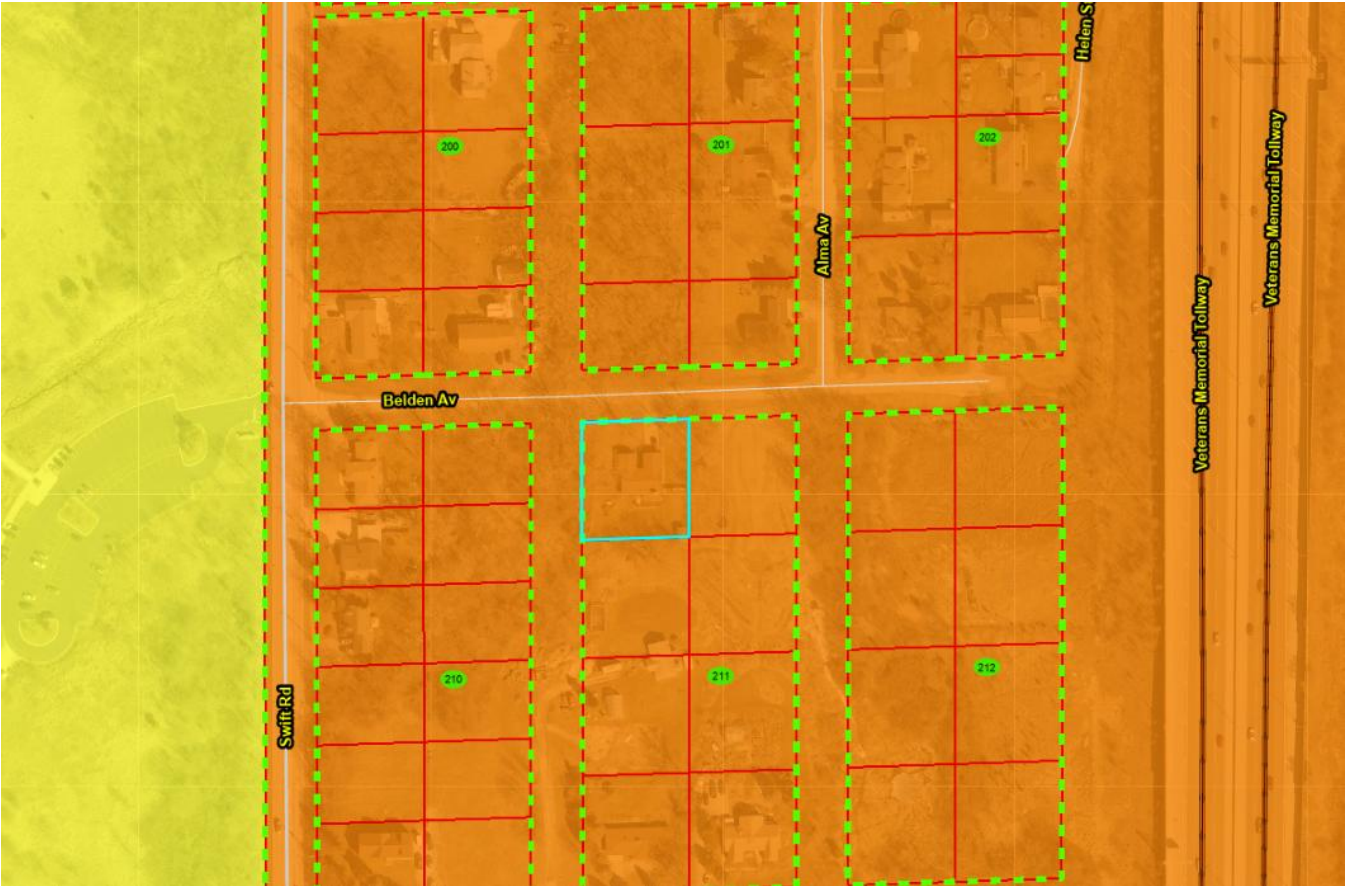 Helen S
200
201
202
Veterans Memorial Tollway
Alma Av
Veterans Memorial Tollway
Belden Av
210
211
212
Swift Rd